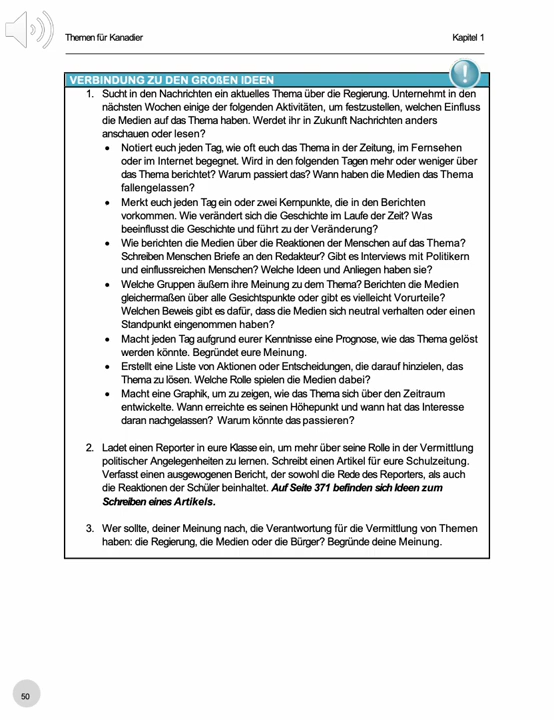 Themen für Kanadier
Kapitel 1
VERBINDUNG ZU DEN GROßEN IDEEN
1. Sucht in den Nachrichten ein aktuelles Thema über die Regierung. Unternehmt in den
nächsten Wochen einige der folgenden Aktivitäten, um festzustellen, welchen Einfluss
die Medien auf das Thema haben. Werdet ihr in Zukunft Nachrichten anders
anschauen oder lesen?
• Notiert euch jeden Tag, wie oft euch das Thema in der Zeitung, im Fernsehen
oder im Internet begegnet. Wird in den folgenden Tagen mehr oder weniger über
das Thema berichtet? Warum passiert das? Wann haben die Medien das Thema
fallengelassen?
• Merkt euch jeden Tag ein oder zwei Kernpunkte, die in den Berichten
vorkommen. Wie verändert sich die Geschichte im Laufe der Zeit? Was
beeinflusst die Geschichte und führt zu der Veränderung?
• Wie berichten die Medien über die Reaktionen der Menschen auf das Thema?
Schreiben Menschen Briefe an den Redakteur? Gibt es Interviews mit Politikern
und einflussreichen Menschen? Welche Ideen und Anliegen haben sie?
• Welche Gruppen äußern ihre Meinung zu dem Thema? Berichten die Medien
gleichermaßen über alle Gesichtspunkte oder gibt es vielleicht Vorurteile?
Welchen Beweis gibt es dafür, dass die Medien sich neutral verhalten oder einen
Standpunkt eingenommen haben?
• Macht jeden Tag aufgrund eurer Kenntnisse eine Prognose, wie das Thema gelöst
werden könnte. Begründet eure Meinung.
• Erstellt eine Liste von Aktionen oder Entscheidungen, die darauf hinzielen, das
Thema zu lösen. Welche Rolle spielen die Medien dabei?
• Macht eine Graphik, um zu zeigen, wie das Thema sich über den Zeitraum
entwickelte. Wann erreichte es seinen Höhepunkt und wann hat das Interesse
daran nachgelassen? Warum könnte das passieren?
2. Ladet einen Reporter in eure Klasse ein, um mehr über seine Rolle in der Vermittlung
politischer Angelegenheiten zu lernen. Schreibt einen Artikel für eure Schulzeitung.
Verfasst einen ausgewogenen Bericht, der sowohl die Rede des Reporters, als auch
die Reaktionen der Schüler beinhaltet. Auf Seite 371 befinden sich Ideen zum
Schreiben eines Artikels.
3. Wer sollte, deiner Meinung nach, die Verantwortung für die Vermittlung von Themen
haben: die Regierung, die Medien oder die Bürger? Begründe deine Meinung.
50